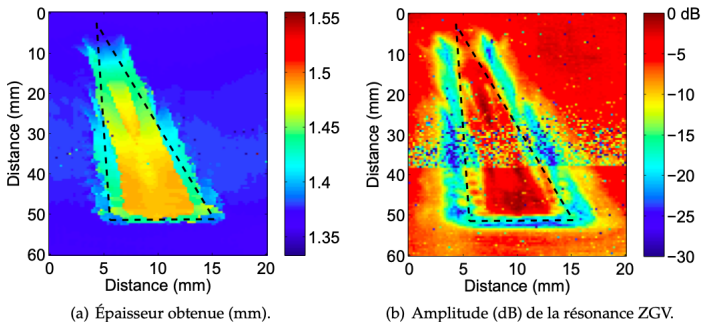 0
10
20
30
40
50
60
Distance (mm)
0 5 10 15 20
Distance (mm)
1.55
1.5
1.45
1.4
1.35
(a) Épaisseur obtenue (mm).
0
10
20
30
40
50
60
Distance (mm)
0 5 10 15 20
Distance (mm)
0 dB
−5
−10
−15
−20
−25
−30
(b) Amplitude (dB) de la résonance ZGV.